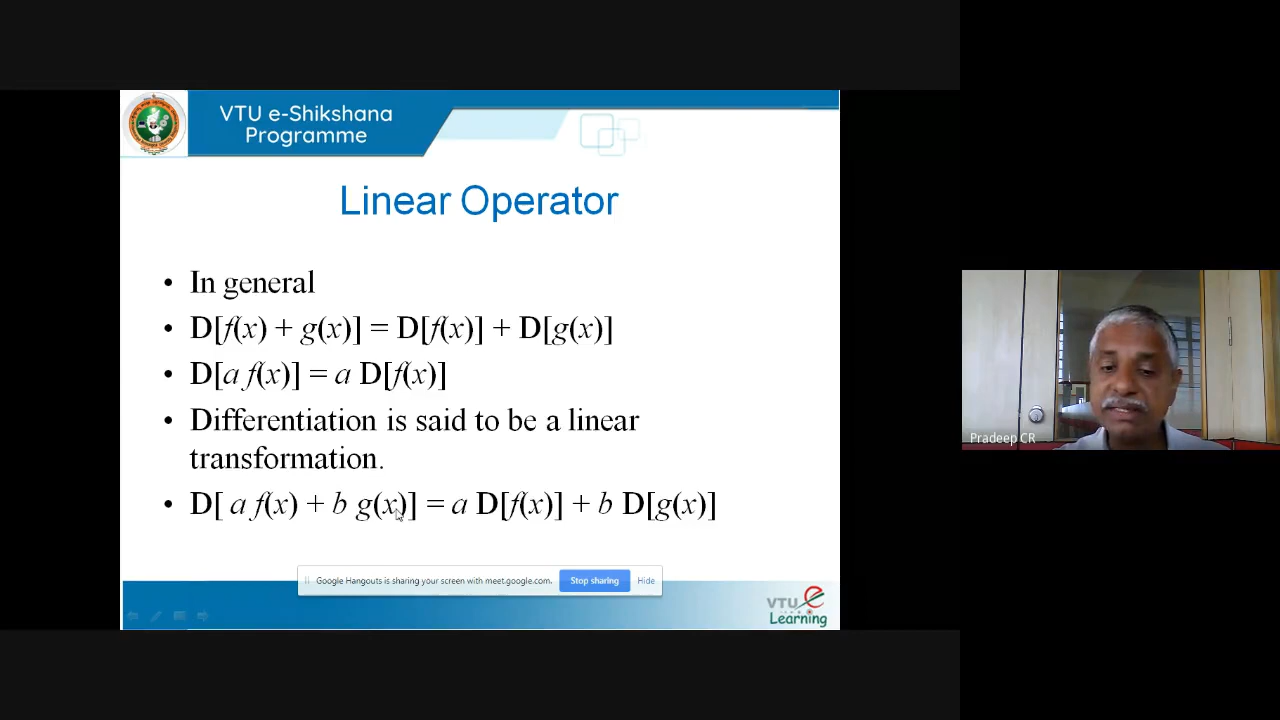 VTU e-Shikshana
Programme
Linear Operator
• In general
• D[f(x) + g(x)] = D[f(x)] + D[g(x)]
• D[a f(x)] = a D[f(x)]
• Differentiation is said to be a linear
transformation.
• D[ a f(x) + b g(x)] = a D[f(x)] + b D[g(x)]
Pradeep CR
Google Hangouts is sharing your screen with meet.google.com. Stop sharing Hide
VTU e
Learning